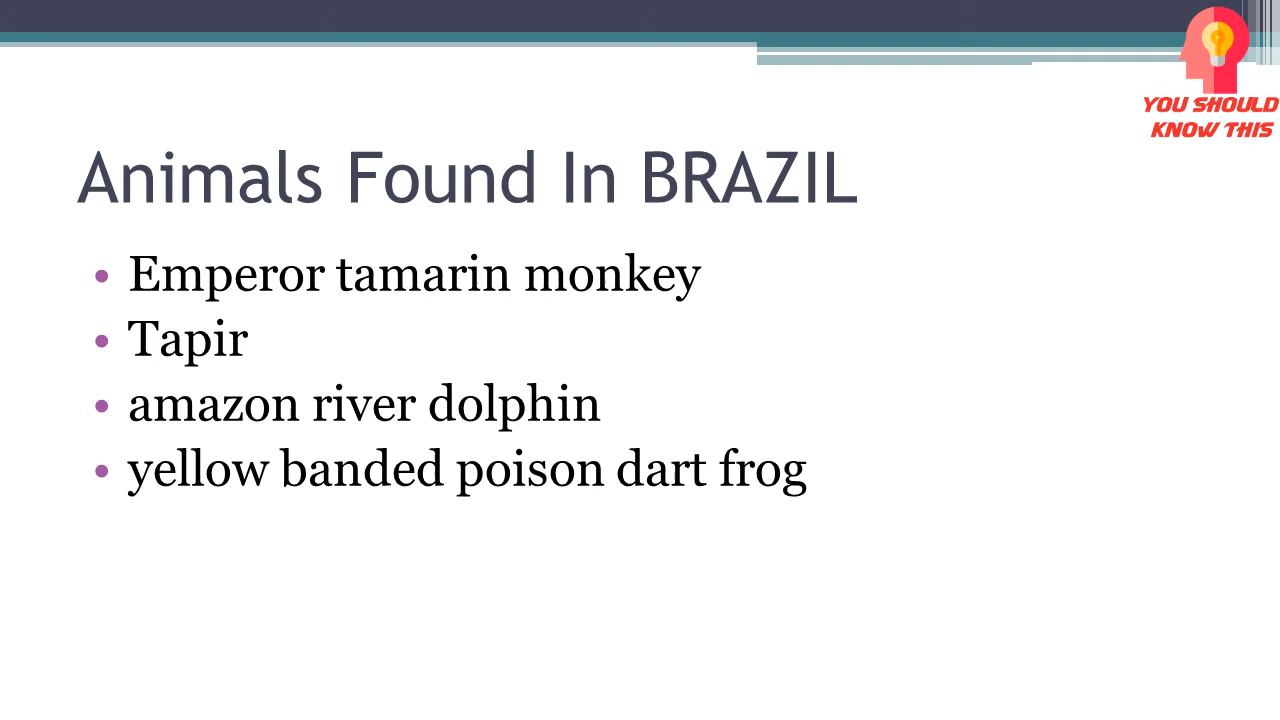 YOU SHOULD
KNOW THIS
Animals Found In BRAZIL
• Emperor tamarin monkey
• Tapir
• amazon river dolphin
• yellow banded poison dart frog